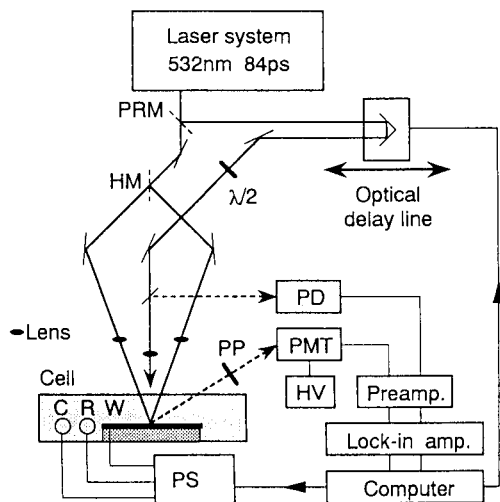 Laser system
532nm 84ps
PRM
HM
λ/2
Optical
delay line
PD
Lens
PP
PMT
Cell
HV
Preamp.
C R W
Lock-in amp.
PS
Computer